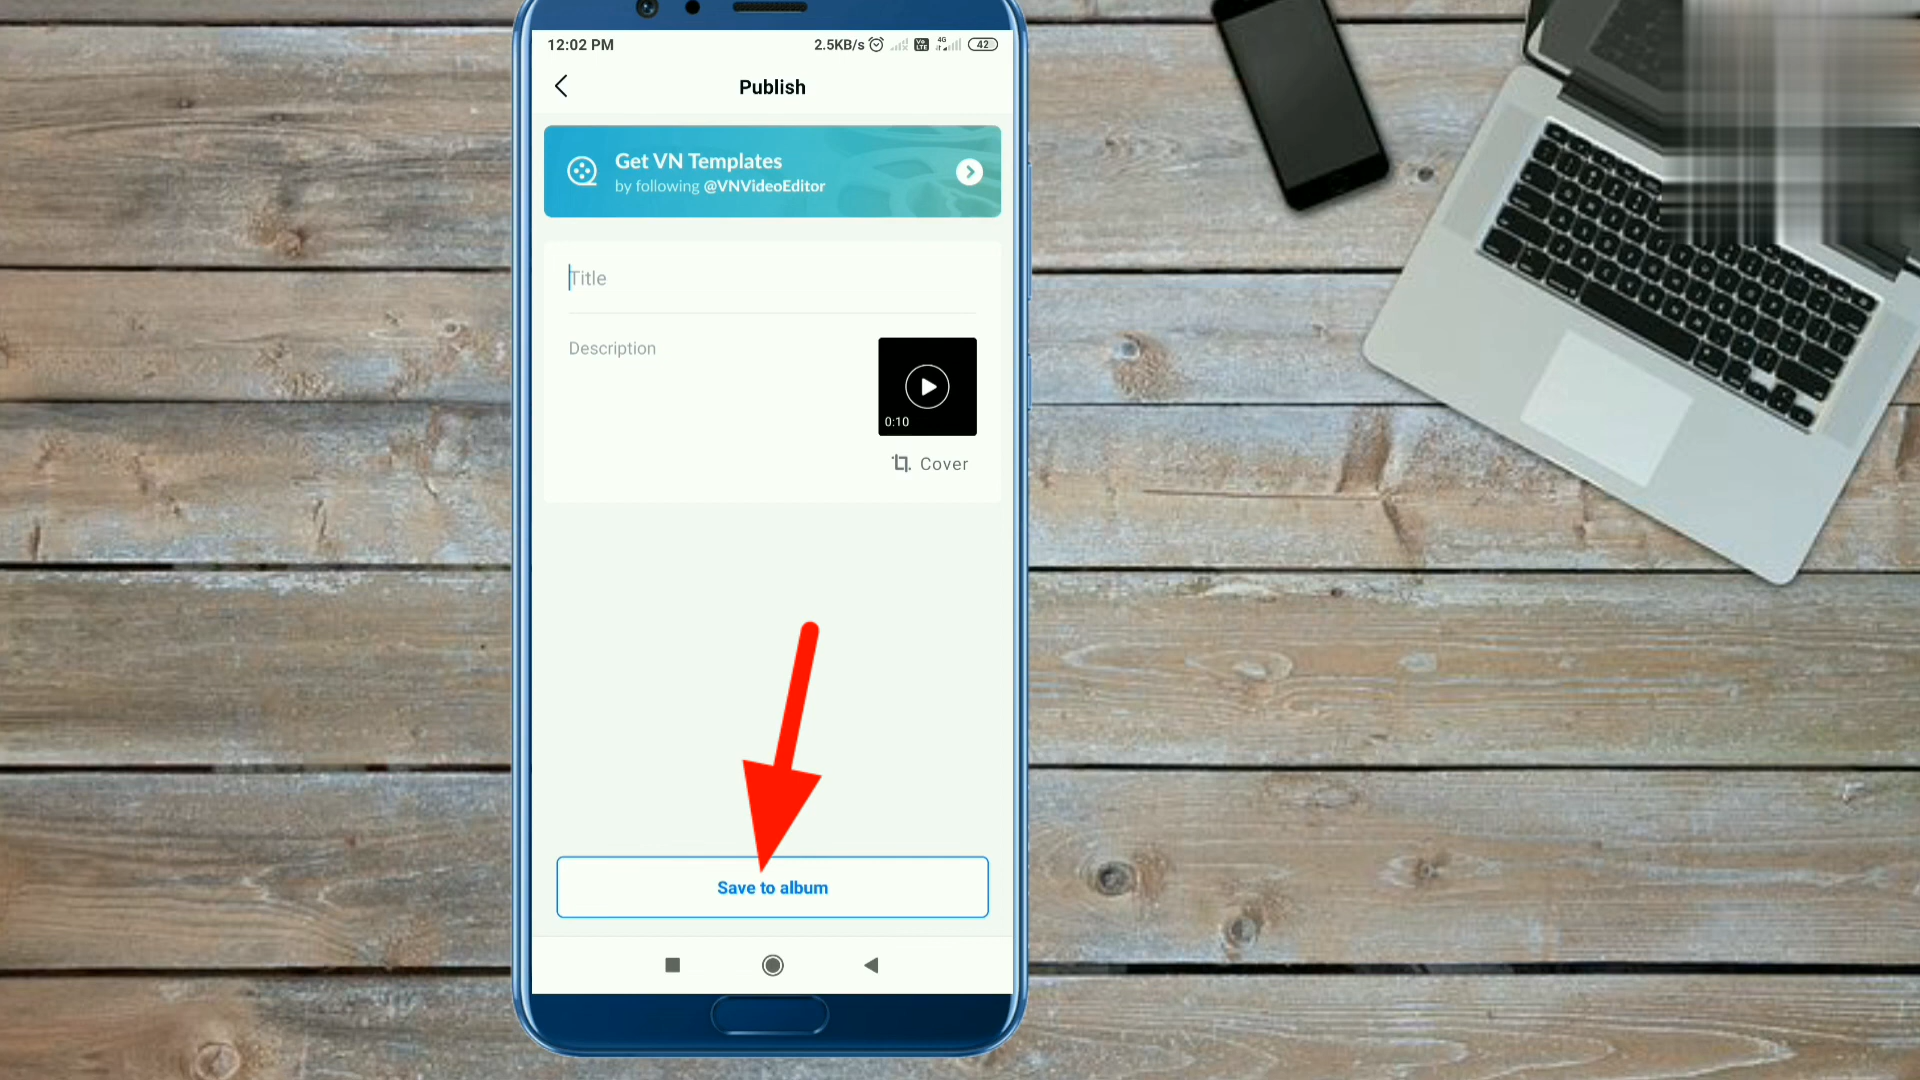 12:02 PM 2.5KB/s 4G 42
Publish
Get VN Templates
by following @VNVideoEditor
Title
Description
0:10
Cover
Save to album